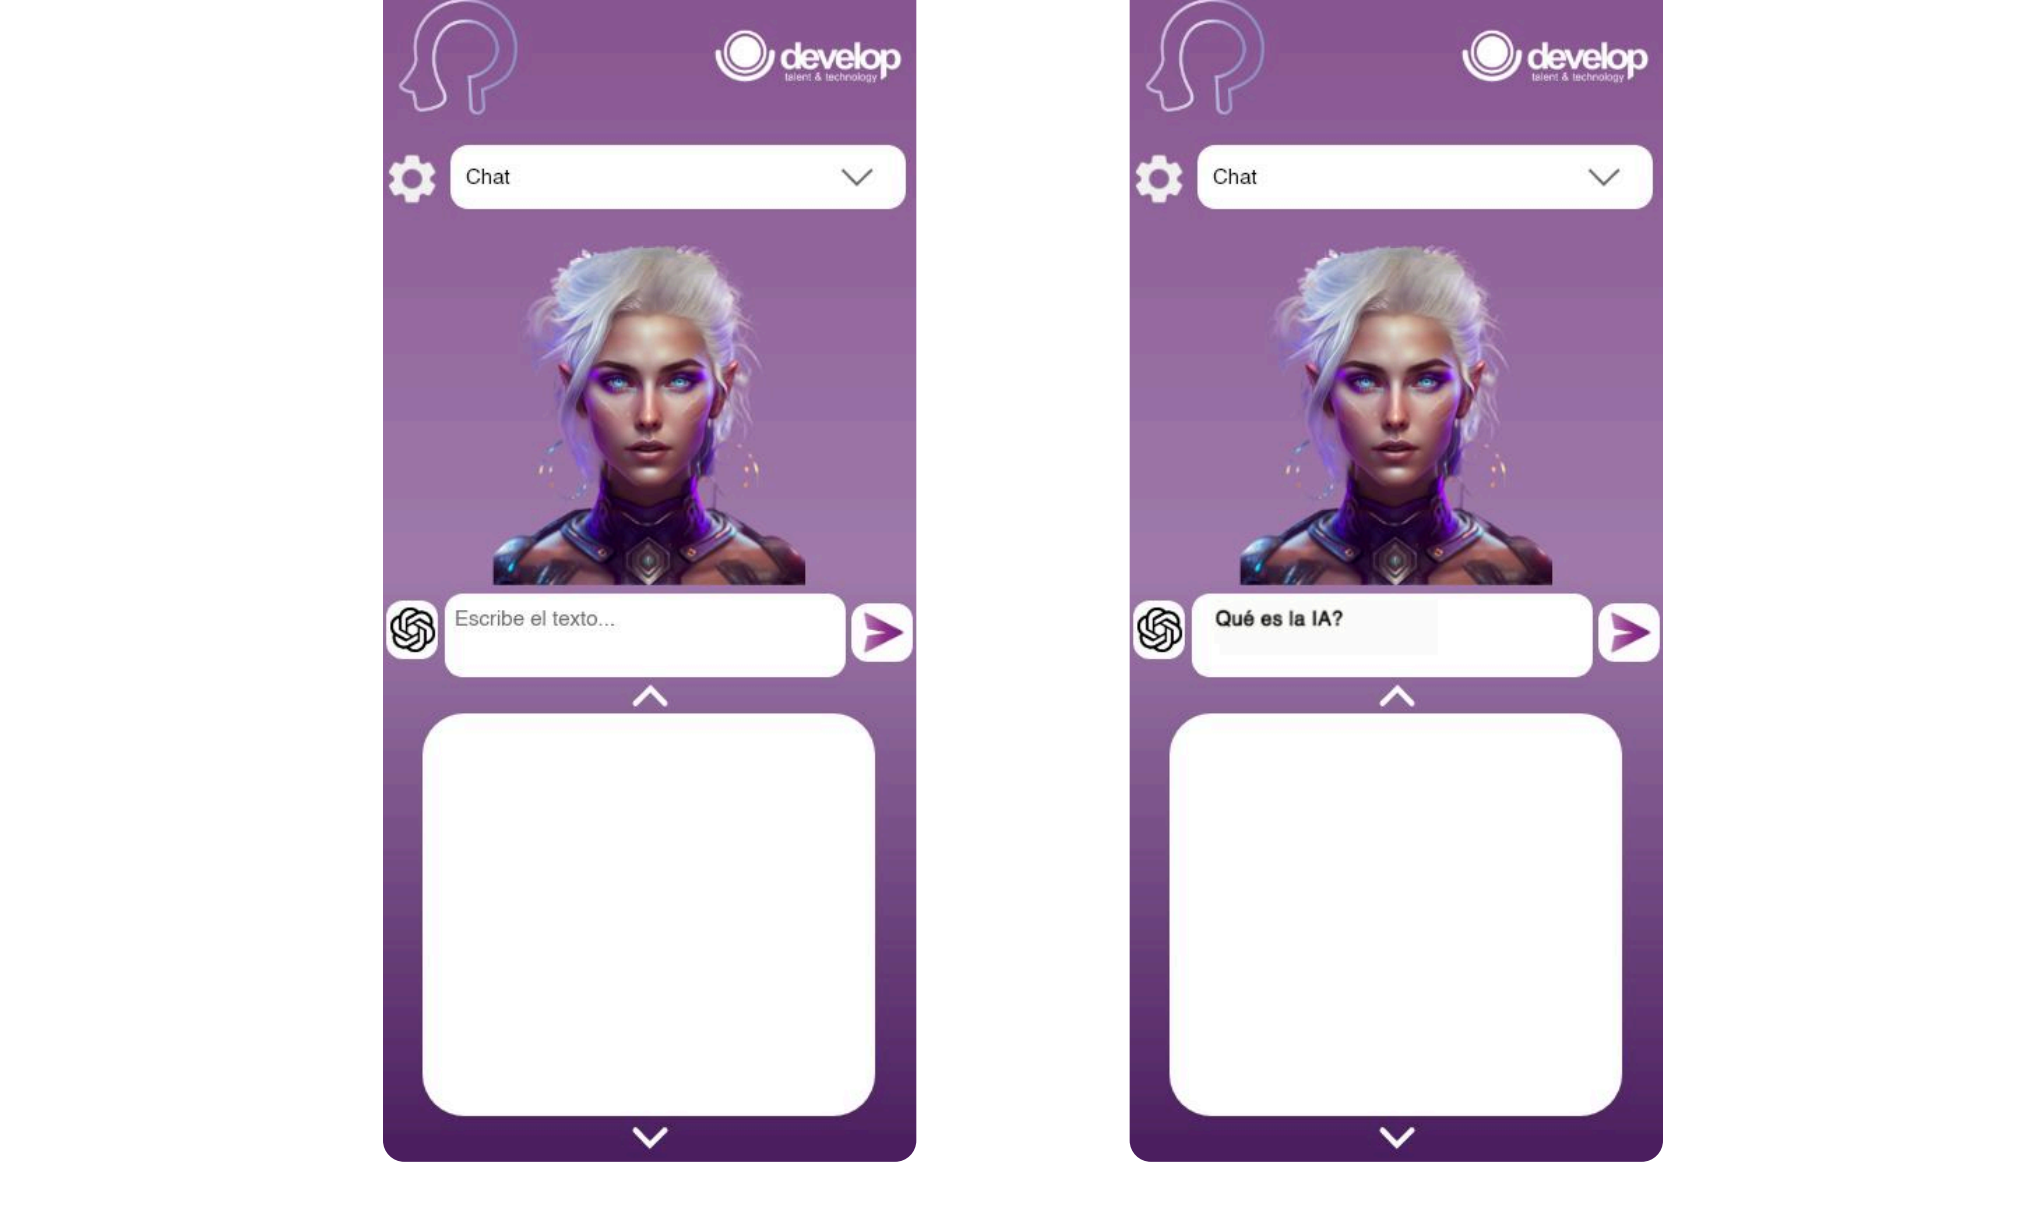 develop
talent & technology
Chat
Escribe el texto...
develop
talent & technology
Chat
Qué es la IA?